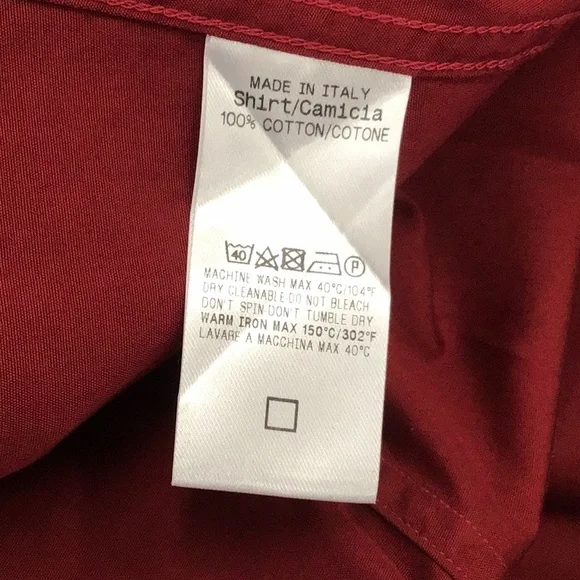 MADE IN ITALY
Shirt/Camicia
100% COTTON/COTONE
40 P
MACHINE WASH MAX 40°C/104°F
DRY CLEANABLE-DO NOT BLEACH
DON'T SPIN-DON'T TUMBLE DRY
WARM IRON MAX 150°C/302°F
LAVARE A MACCHINA MAX 40°C